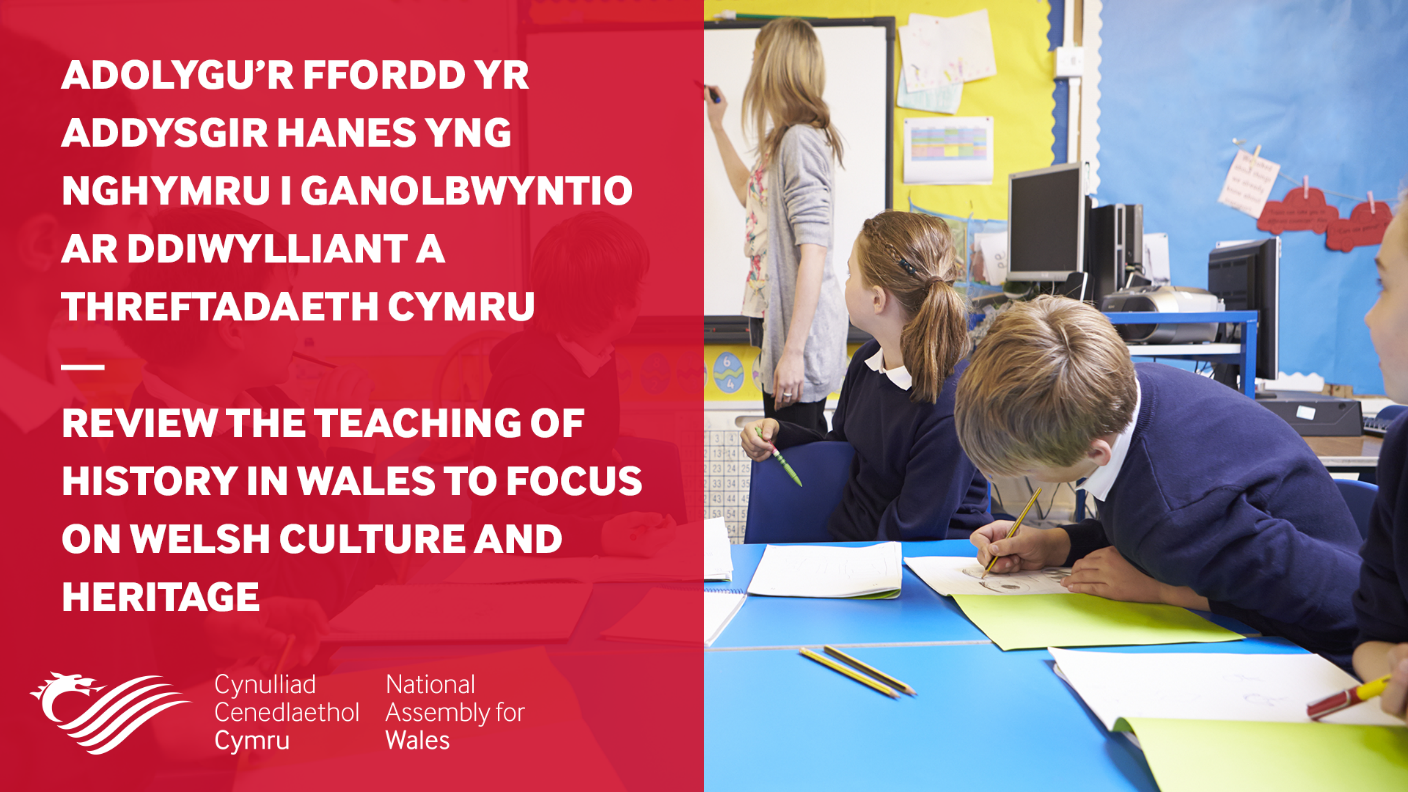 ADOLYGU'R FFORDD YR
ADDYSGIR HANES YNG
NGHYMRU I GANOLBWYNTIO
AR DDIWYLLIANT A
THREFTADAETH CYMRU
REVIEW THE TEACHING OF
HISTORY IN WALES TO FOCUS
ON WELSH CULTURE AND
HERITAGE
Cynulliad
Cenedlaethol
Cymru
National
Assembly for
Wales